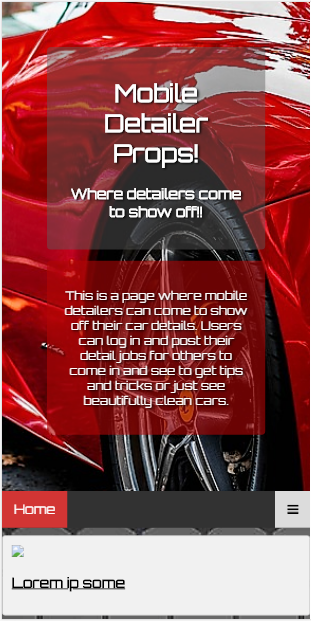 Mobile
Detailer
Props!
Where detailers come
to show off!!
This is a page where mobile
detailers can come to show
off their car details. Users
can log in and post their
detail jobs for others to
come in and see to get tips
and tricks or just see
beautifully clean cars.
Home
Lorem ip some